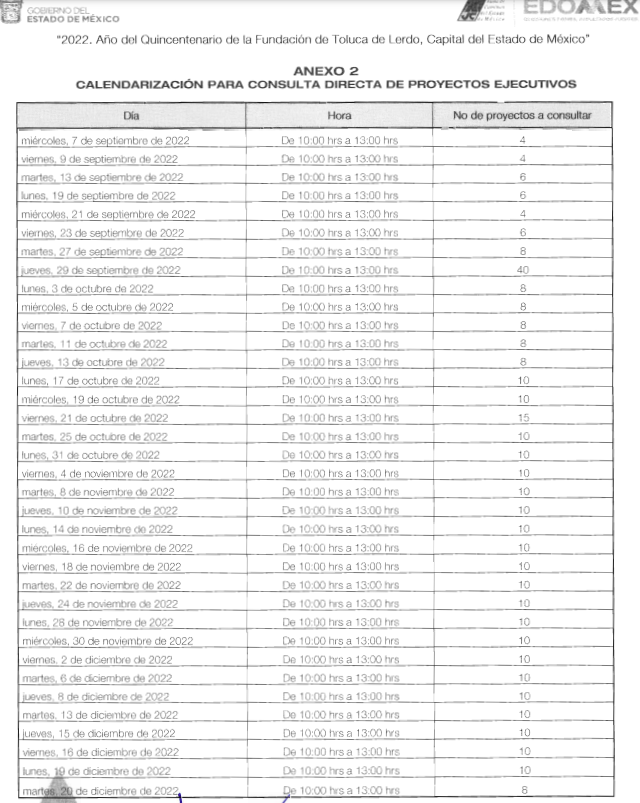 GOBIERNO DEL
ESTADO DE MÉXICO
EDOMEX
"2022. Año del Quincentenario de la Fundación de Toluca de Lerdo, Capital del Estado de México"
ANEXO 2
CALENDARIZACIÓN PARA CONSULTA DIRECTA DE PROYECTOS EJECUTIVOS
Día Hora No de proyectos a consultar
miércoles, 7 de septiembre de 2022 De 10:00 hrs a 13:00 hrs 4
viernes, 9 de septiembre de 2022 De 10:00 hrs a 13:00 hrs 4
martes, 13 de septiembre de 2022 De 10:00 hrs a 13:00 hrs 6
lunes, 19 de septiembre de 2022 De 10:00 hrs a 13:00 hrs 6
miércoles, 21 de septiembre de 2022 De 10:00 hrs a 13:00 hrs 4
viernes, 23 de septiembre de 2022 De 10:00 hrs a 13:00 hrs 6
martes, 27 de septiembre de 2022 De 10:00 hrs a 13:00 hrs 8
jueves, 29 de septiembre de 2022 De 10:00 hrs a 13:00 hrs 40
lunes, 3 de octubre de 2022 De 10:00 hrs a 13:00 hrs 8
miércoles, 5 de octubre de 2022 De 10:00 hrs a 13:00 hrs 8
viernes, 7 de octubre de 2022 De 10:00 hrs a 13:00 hrs 8
martes, 11 de octubre de 2022 De 10:00 hrs a 13:00 hrs 8
jueves, 13 de octubre de 2022 De 10:00 hrs a 13:00 hrs 8
lunes, 17 de octubre de 2022 De 10:00 hrs a 13:00 hrs 10
miércoles, 19 de octubre de 2022 De 10:00 hrs a 13:00 hrs 10
viernes, 21 de octubre de 2022 De 10:00 hrs a 13:00 hrs 15
martes, 25 de octubre de 2022 De 10:00 hrs a 13:00 hrs 10
lunes, 31 de octubre de 2022 De 10:00 hrs a 13:00 hrs 10
viernes, 4 de noviembre de 2022 De 10:00 hrs a 13:00 hrs 10
martes, 8 de noviembre de 2022 De 10:00 hrs a 13:00 hrs 10
jueves, 10 de noviembre de 2022 De 10:00 hrs a 13:00 hrs 10
lunes, 14 de noviembre de 2022 De 10:00 hrs a 13:00 hrs 10
miércoles, 16 de noviembre de 2022 De 10:00 hrs a 13:00 hrs 10
viernes, 18 de noviembre de 2022 De 10:00 hrs a 13:00 hrs 10
martes, 22 de noviembre de 2022 De 10:00 hrs a 13:00 hrs 10
jueves, 24 de noviembre de 2022 De 10:00 hrs a 13:00 hrs 10
lunes, 28 de noviembre de 2022 De 10:00 hrs a 13:00 hrs 10
miércoles, 30 de noviembre de 2022 De 10:00 hrs a 13:00 hrs 10
viernes, 2 de diciembre de 2022 De 10:00 hrs a 13:00 hrs 10
martes, 6 de diciembre de 2022 De 10:00 hrs a 13:00 hrs 10
jueves, 8 de diciembre de 2022 De 10:00 hrs a 13:00 hrs 10
martes, 13 de diciembre de 2022 De 10:00 hrs a 13:00 hrs 10
jueves, 15 de diciembre de 2022 De 10:00 hrs a 13:00 hrs 10
viernes, 16 de diciembre de 2022 De 10:00 hrs a 13:00 hrs 10
lunes, 19 de diciembre de 2022 De 10:00 hrs a 13:00 hrs 10
martes, 20 de diciembre de 2022 De 10:00 hrs a 13:00 hrs 8